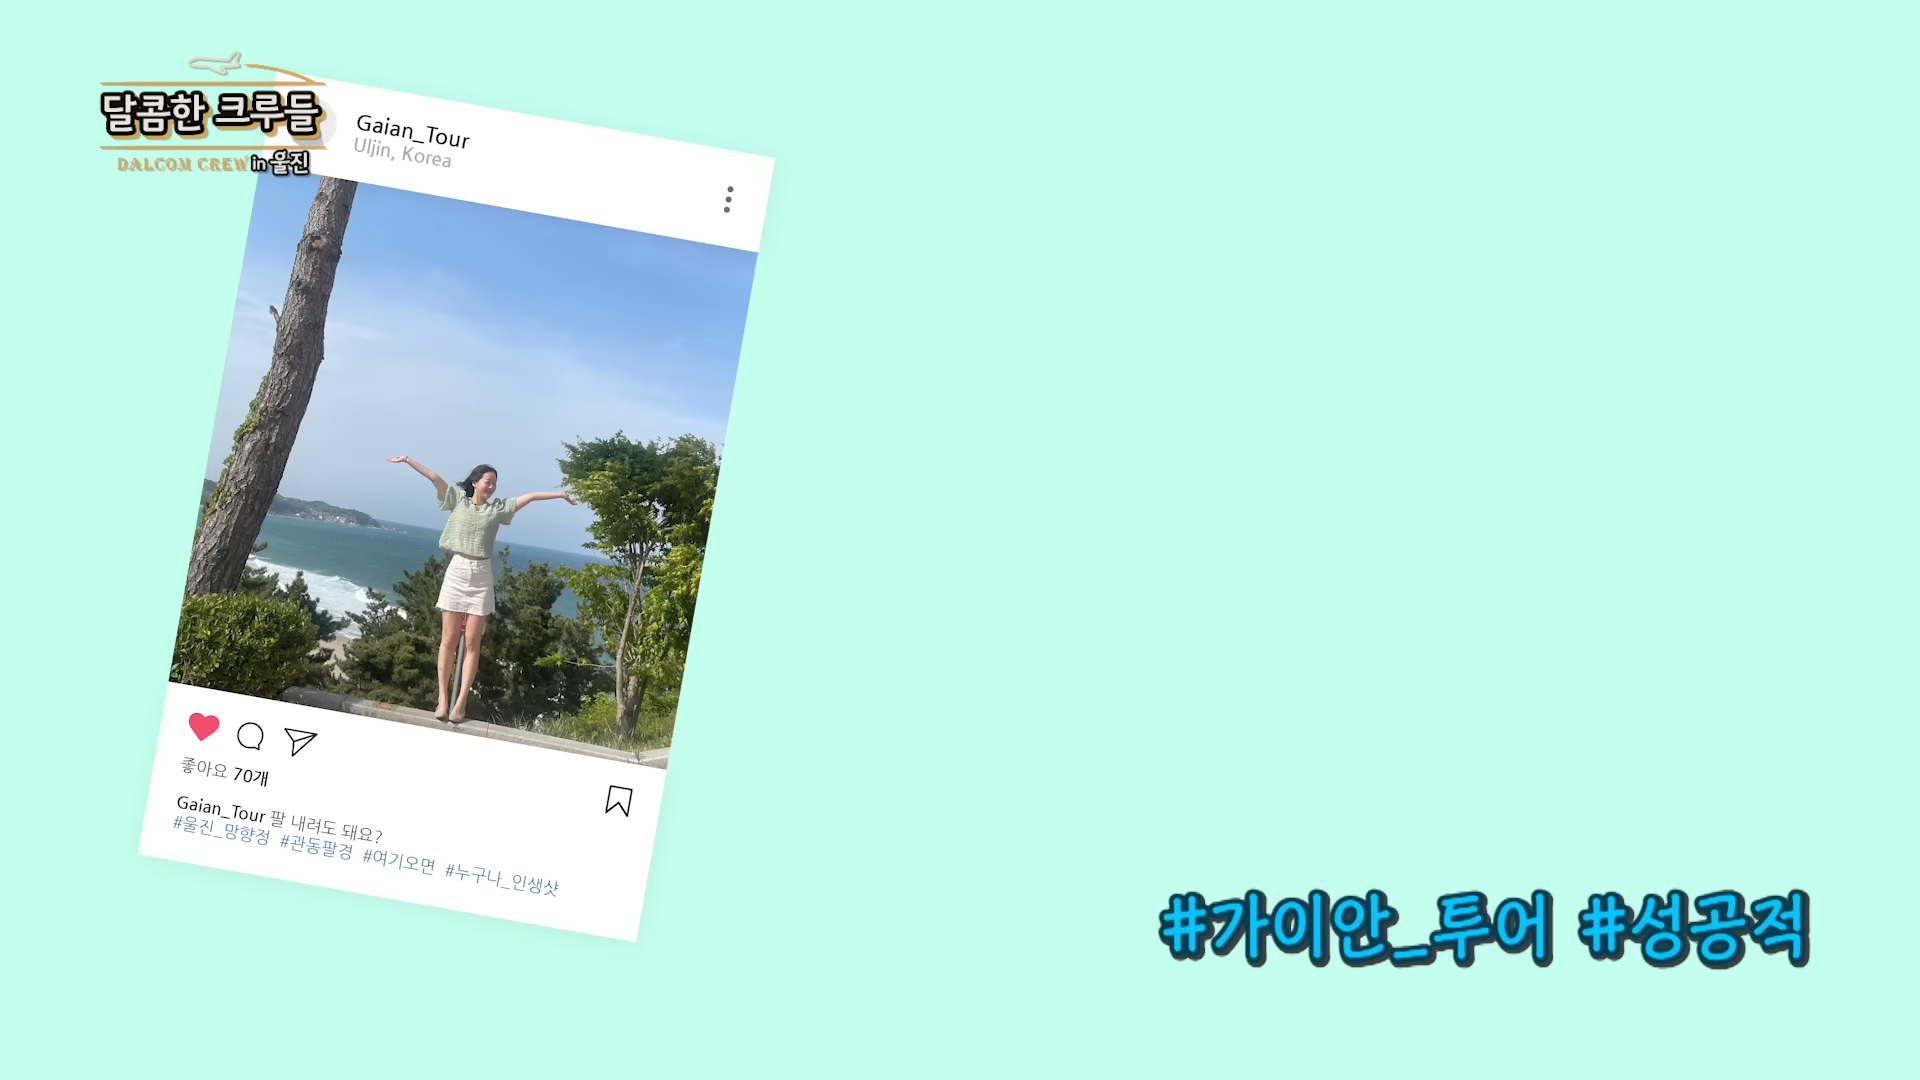 달콤한 크루들
DALCOM CREW in 울진
Gaian_Tour
Uljin, Korea
좋아요 70개
Gaian_Tour 팔 내려도 돼요?
#울진_망향정 #관동팔경 #여기오면 #누구나_인생샷
#가이안_투어 #성공적